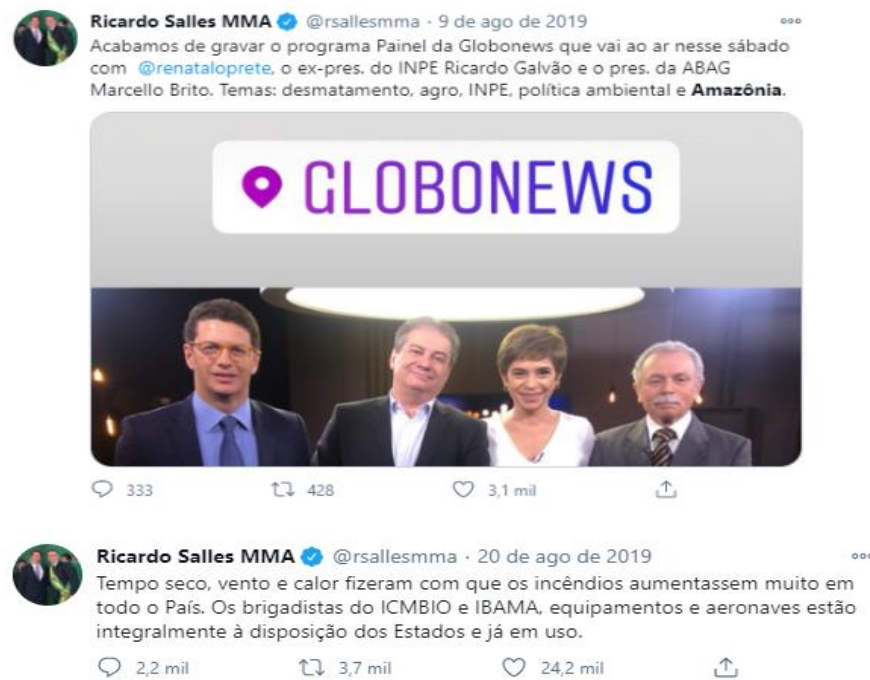 Ricardo Salles MMA @rsallesmma · 9 de ago de 2019
Acabamos de gravar o programa Painel da Globonews que vai ao ar nesse sábado
com @renataloprete, o ex-pres. do INPE Ricardo Galvão e o pres. da ABAG
Marcello Brito. Temas: desmatamento, agro, INPE, política ambiental e Amazônia.
GLOBONEWS
333 428 3,1 mil
Ricardo Salles MMA @rsallesmma · 20 de ago de 2019
Tempo seco, vento e calor fizeram com que os incêndios aumentassem muito em
todo o País. Os brigadistas do ICMBIO e IBAMA, equipamentos e aeronaves estão
integralmente à disposição dos Estados e já em uso.
2,2 mil 3,7 mil 24,2 mil